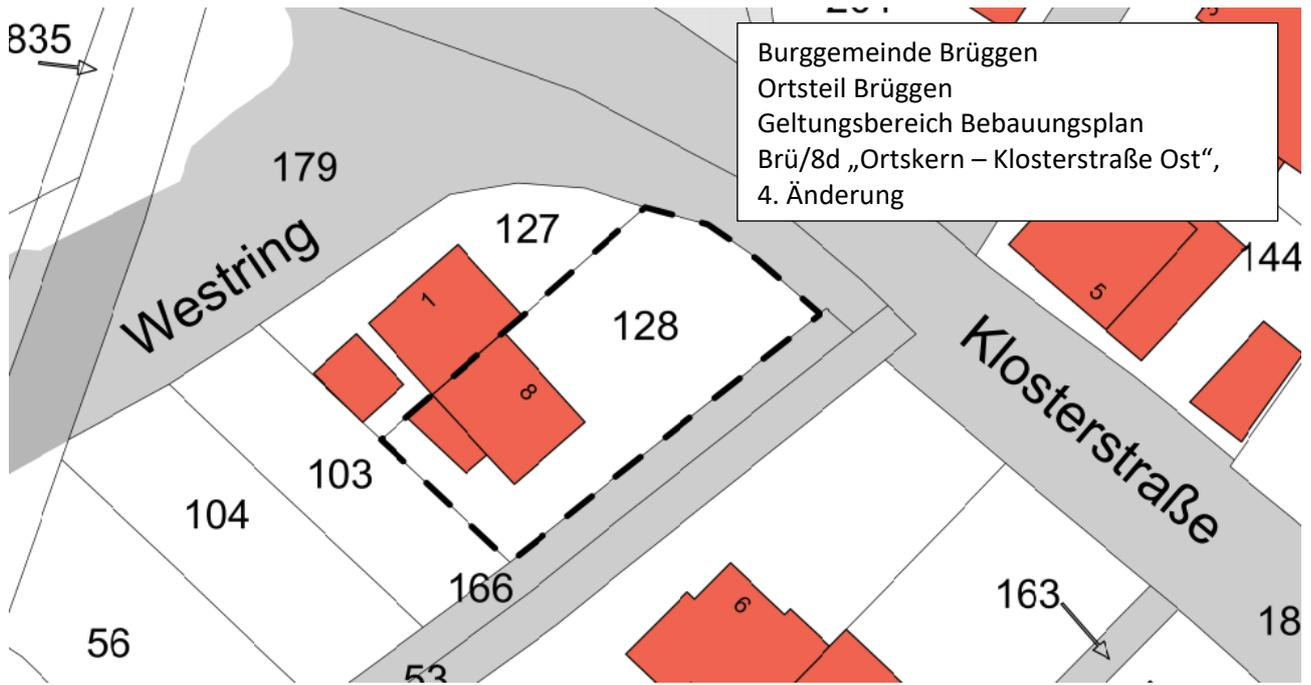 835
Burggemeinde Brüggen
Ortsteil Brüggen
Geltungsbereich Bebauungsplan
Brü/8d „Ortskern – Klosterstraße Ost“,
4. Änderung
179
127
144
Westring
1
128
5
Klosterstraße
8
103
104
166
163
6
18
56
53